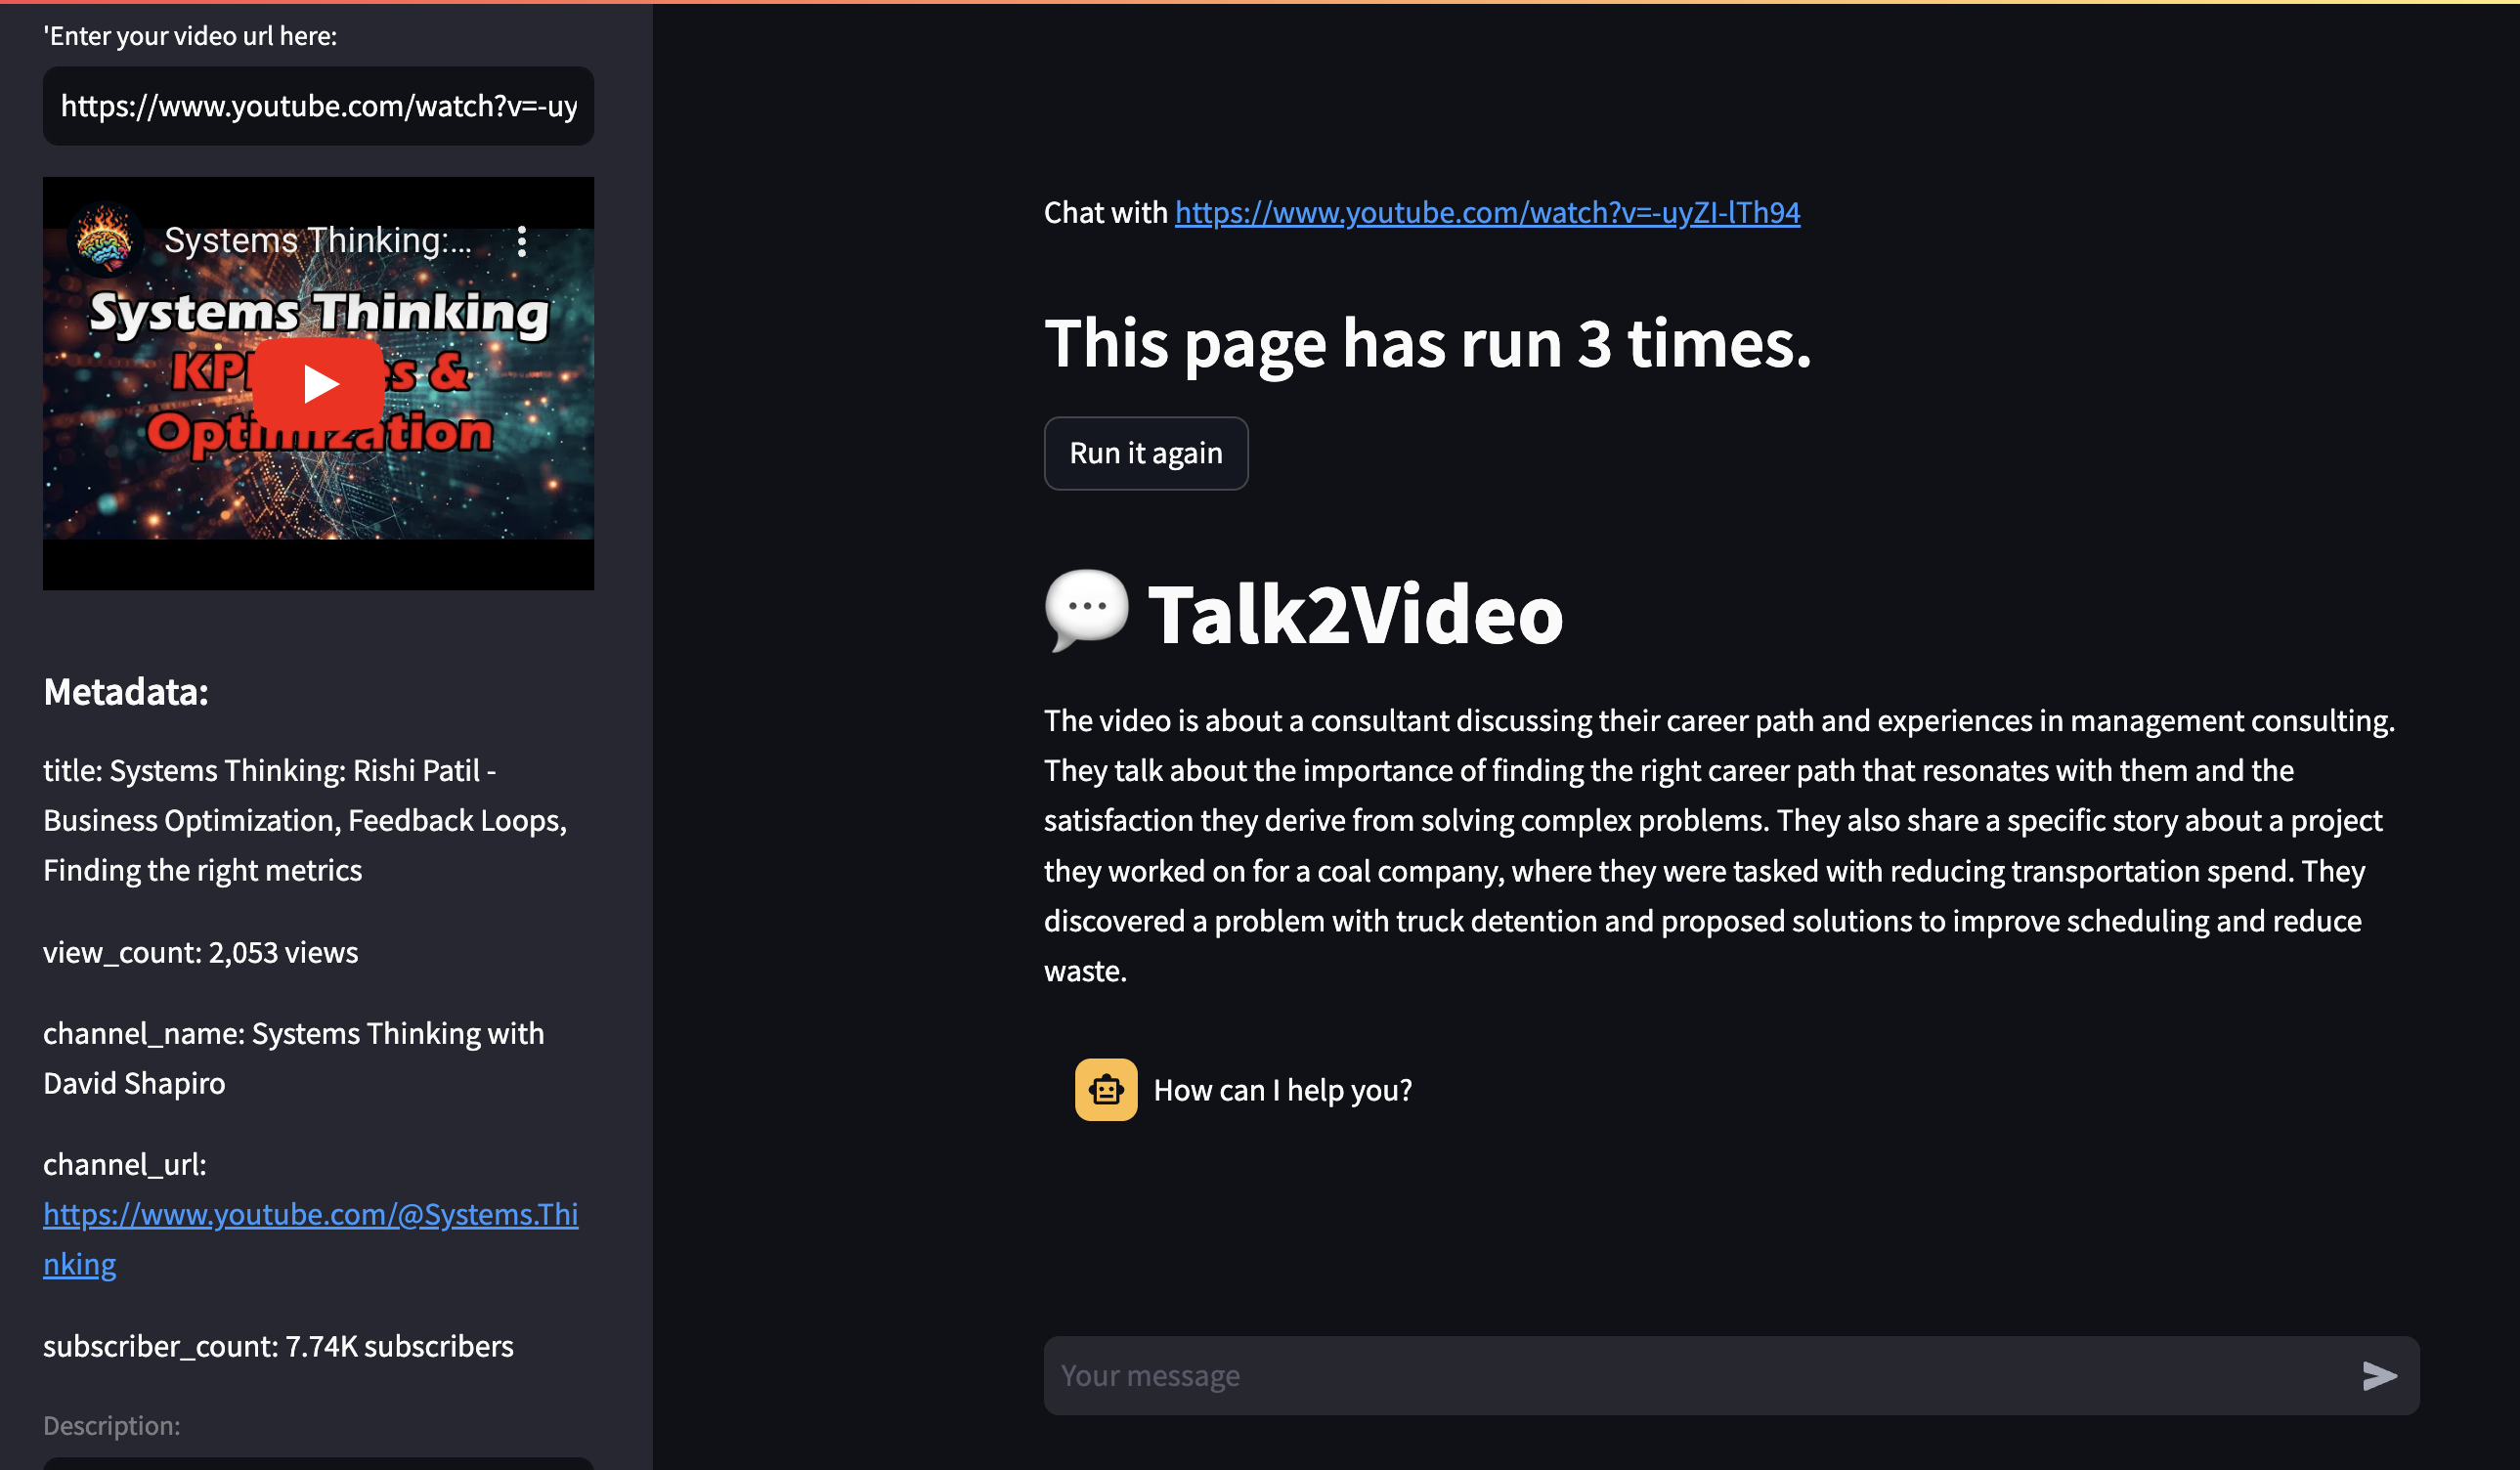 'Enter your video url here:
https://www.youtube.com/watch?v=-uy
Systems Thinking:...
Systems Thinking
&
Optimization
Metadata:
title: Systems Thinking: Rishi Patil -
Business Optimization, Feedback Loops,
Finding the right metrics
view_count: 2,053 views
channel_name: Systems Thinking with
David Shapiro
channel_url:
https://www.youtube.com/@Systems.Thi
nking
subscriber_count: 7.74K subscribers
Description:
Chat with https://www.youtube.com/watch?v=-uyZI-lTh94
This page has run 3 times.
Run it again
💬 Talk2Video
The video is about a consultant discussing their career path and experiences in management consulting.
They talk about the importance of finding the right career path that resonates with them and the
satisfaction they derive from solving complex problems. They also share a specific story about a project
they worked on for a coal company, where they were tasked with reducing transportation spend. They
discovered a problem with truck detention and proposed solutions to improve scheduling and reduce
waste.
How can I help you?
Your message